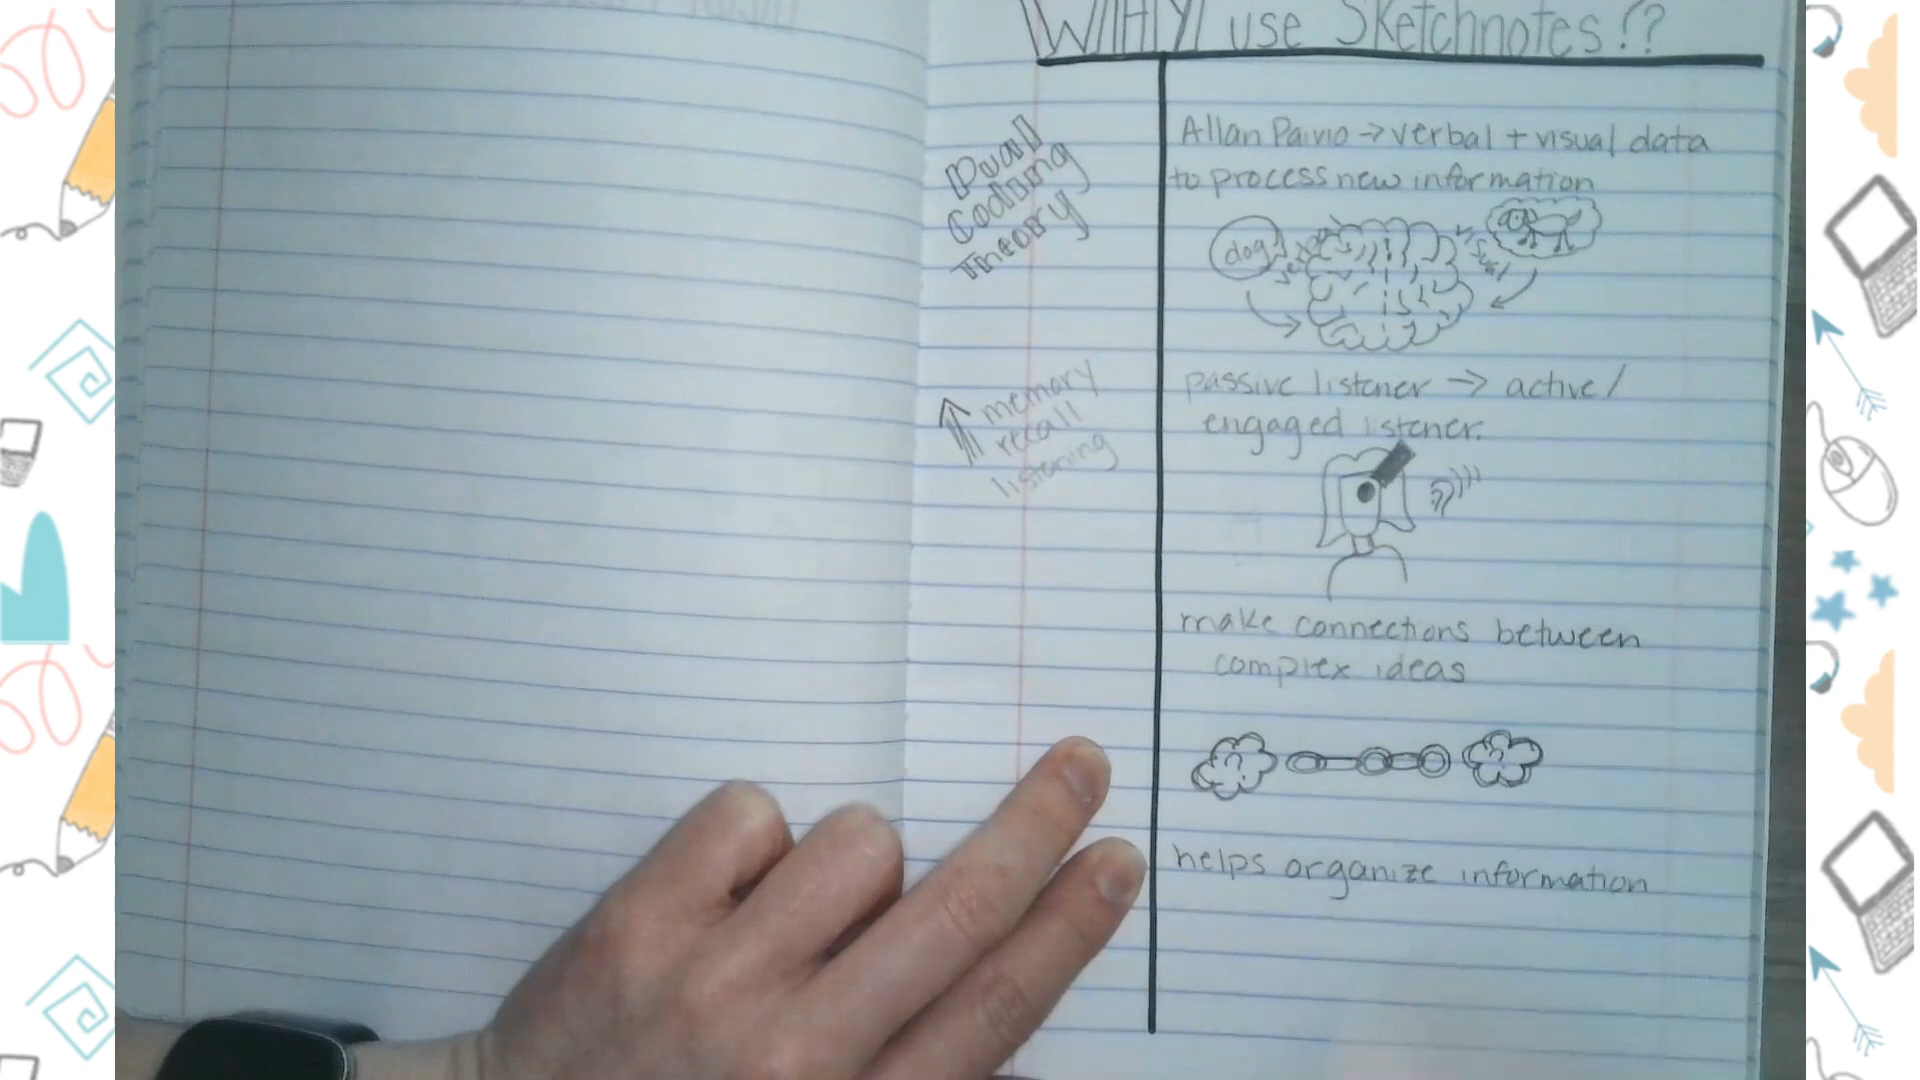 WHY use Sketchnotes!?
Dual
Coding
Theory
Allan Paivio → verbal + visual data
to process new information
dog
visual
↑ memory
recall
listening
passive listener → active/
engaged listener.
make connections between
complex ideas
helps organize information